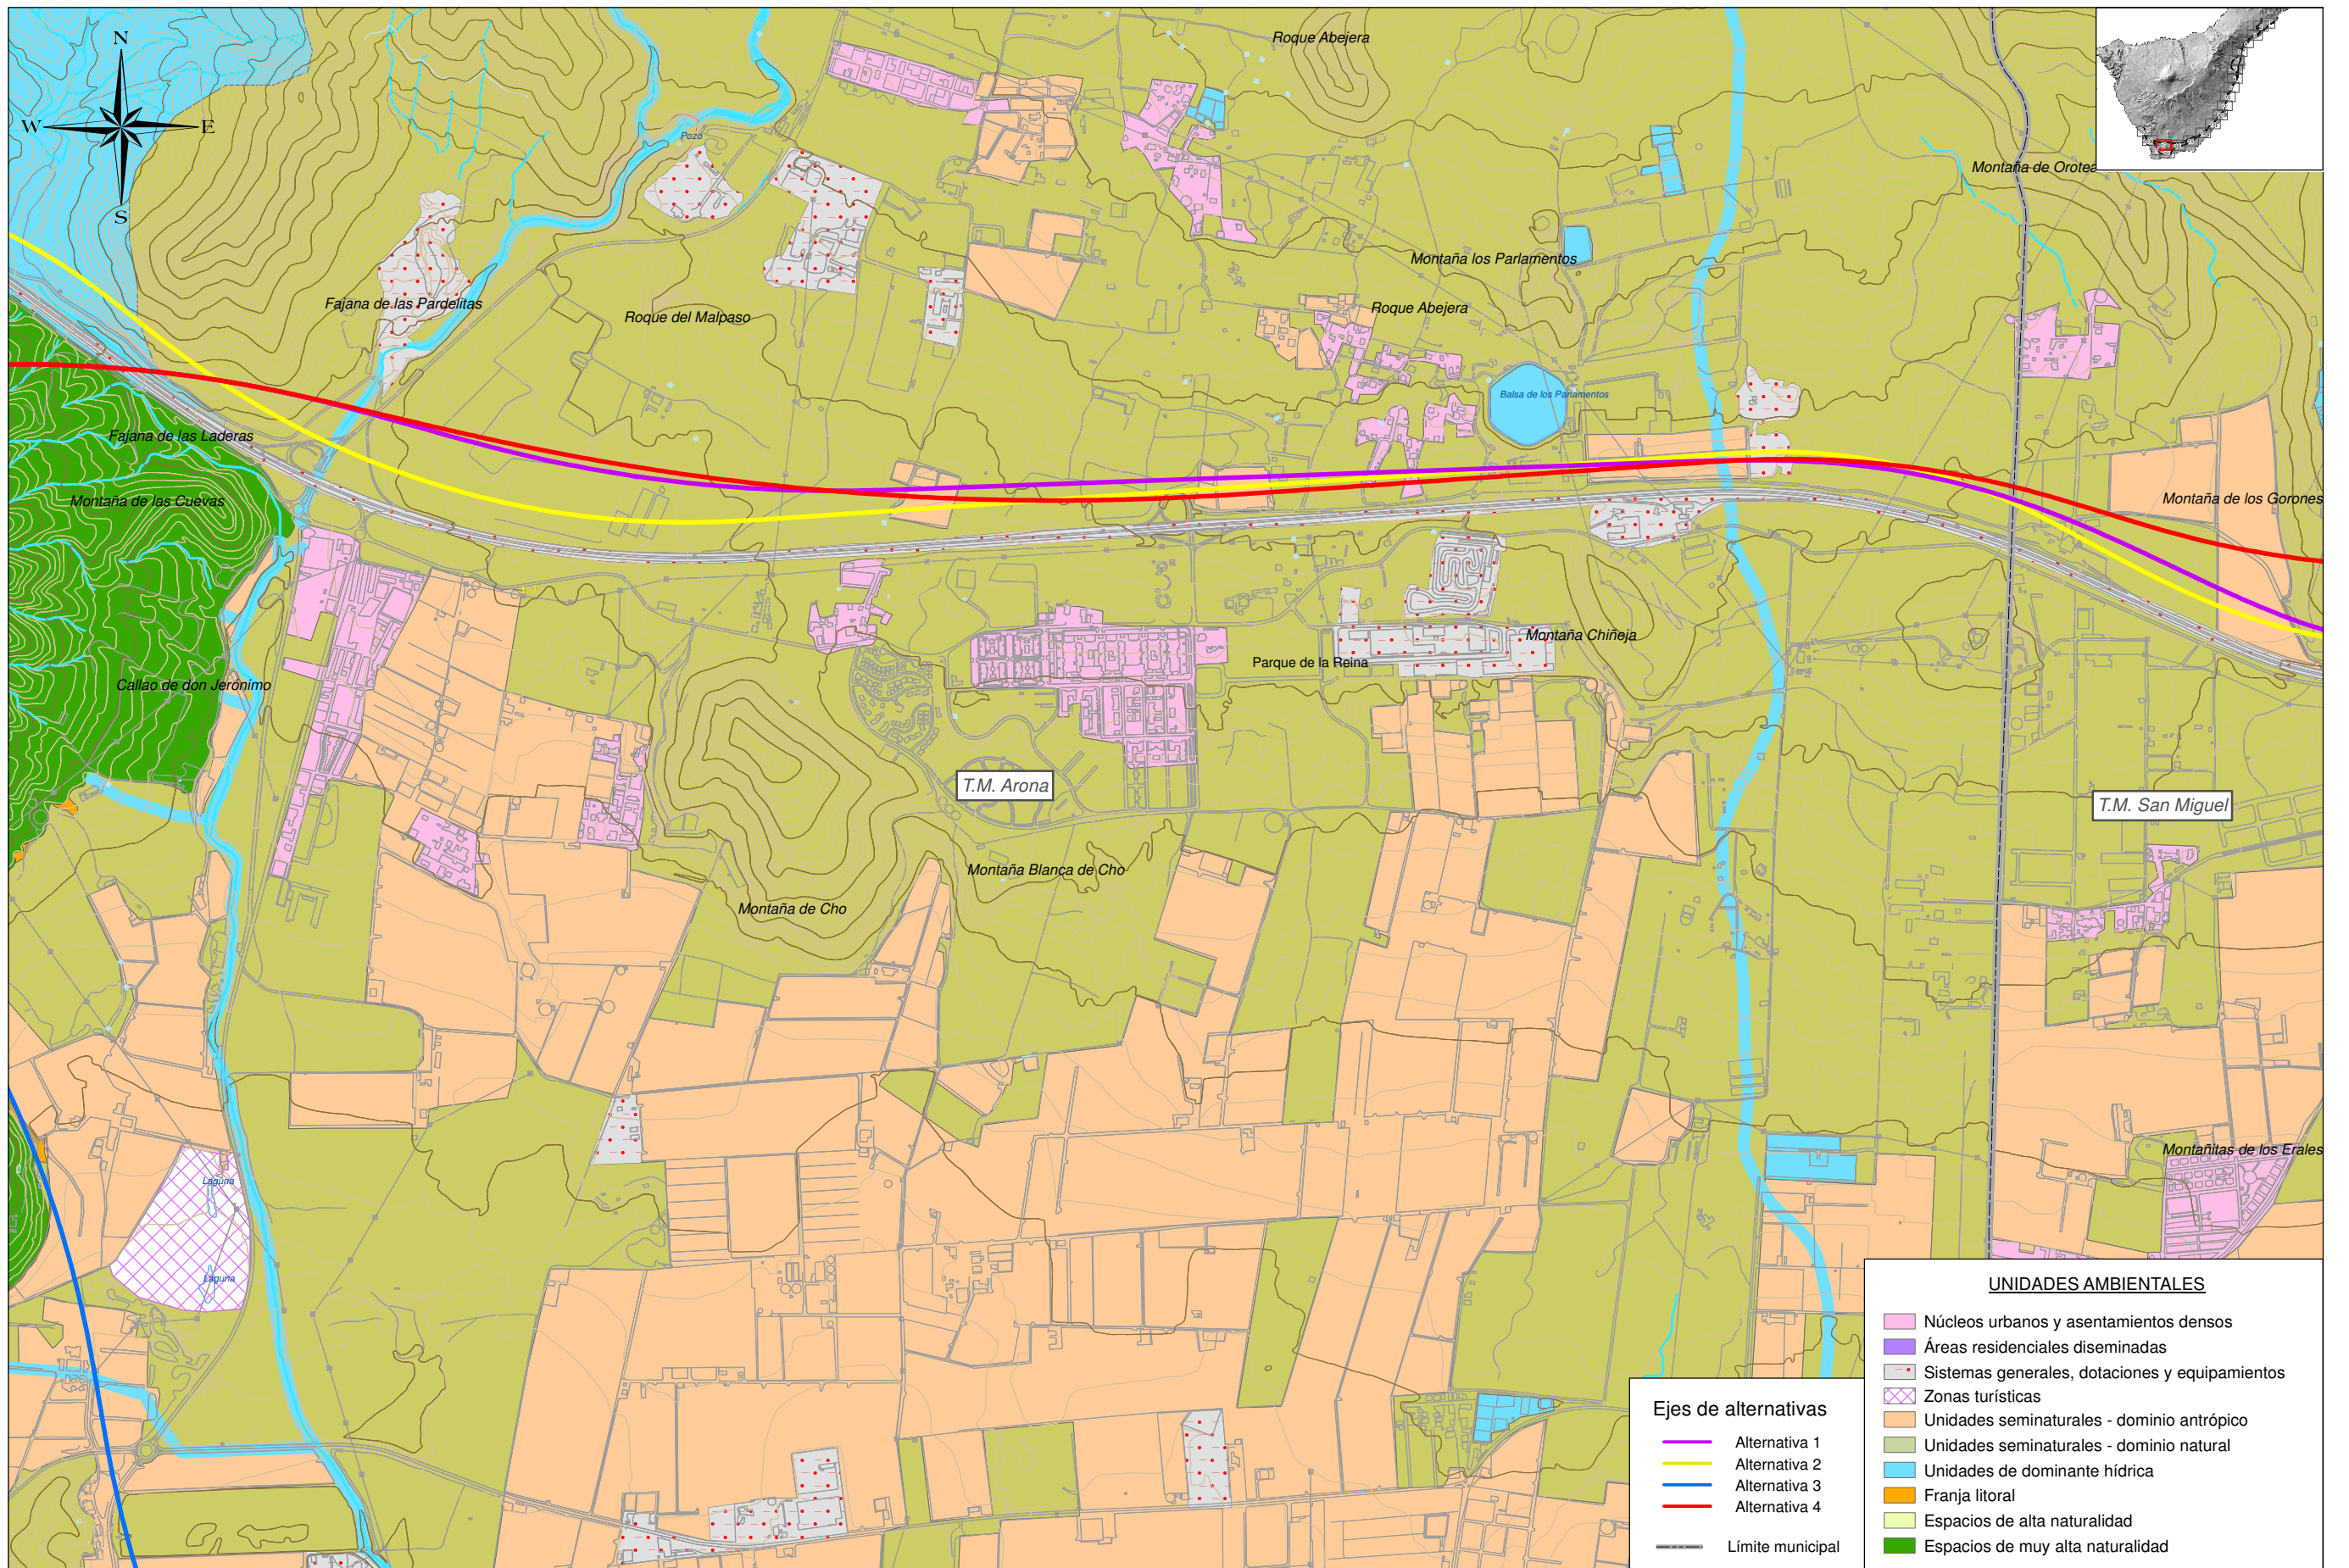 N
W
E
S
Roque Abejera
Montaña de Orotea
Pozo
Montaña los Parlamentos
Fajana de las Pardelitas
Roque del Malpaso
Roque Abejera
Balsa de los Parlamentos
Fajana de las Laderas
Montaña de las Cuevas
Montaña de los Gorones
Montaña Chiñeja
Parque de la Reina
Callao de don Jerónimo
T.M. Arona
T.M. San Miguel
Montaña Blanca de Cho
Montaña de Cho
Montañitas de los Erales
Laguna
Laguna
Ejes de alternativas
Alternativa 1
Alternativa 2
Alternativa 3
Alternativa 4
Límite municipal
UNIDADES AMBIENTALES
Núcleos urbanos y asentamientos densos
Áreas residenciales diseminadas
Sistemas generales, dotaciones y equipamientos
Zonas turísticas
Unidades seminaturales - dominio antrópico
Unidades seminaturales - dominio natural
Unidades de dominante hídrica
Franja litoral
Espacios de alta naturalidad
Espacios de muy alta naturalidad